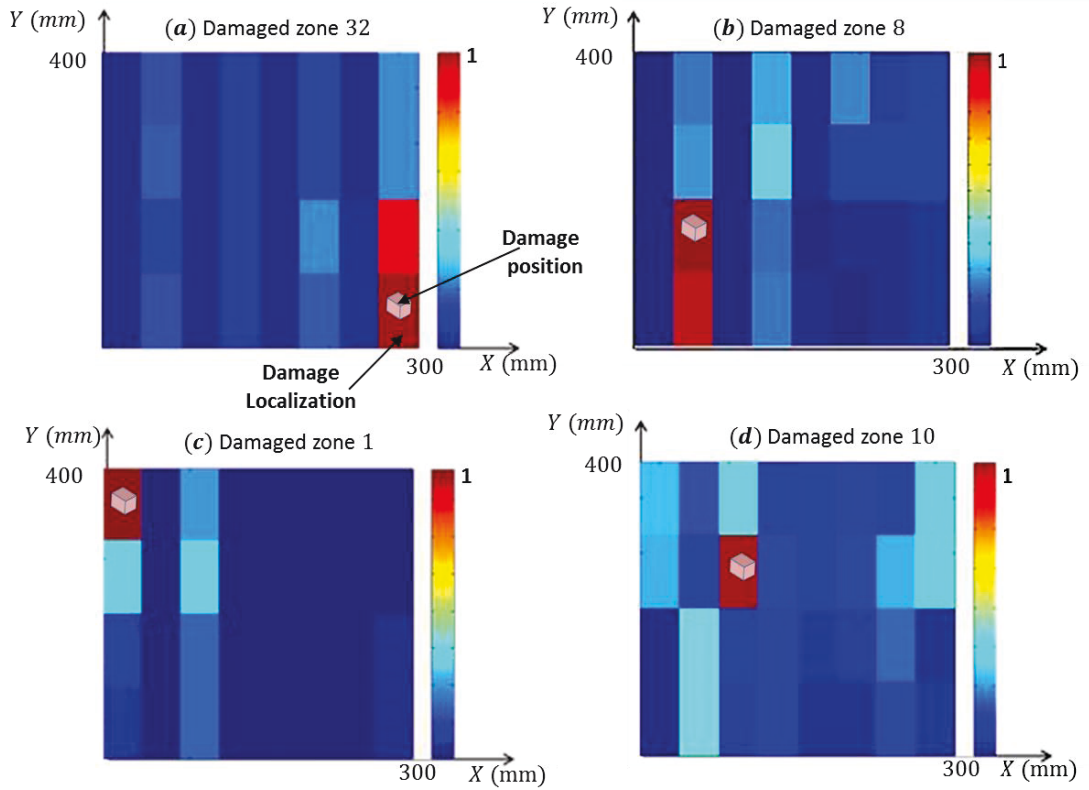 Y (mm)
(a) Damaged zone 32
400
1
Damage
position
300
X (mm)
Damage
Localization
Y (mm)
(b) Damaged zone 8
400
1
300
X (mm)
Y (mm)
(c) Damaged zone 1
400
1
300
X (mm)
Y (mm)
(d) Damaged zone 10
400
1
300
X (mm)